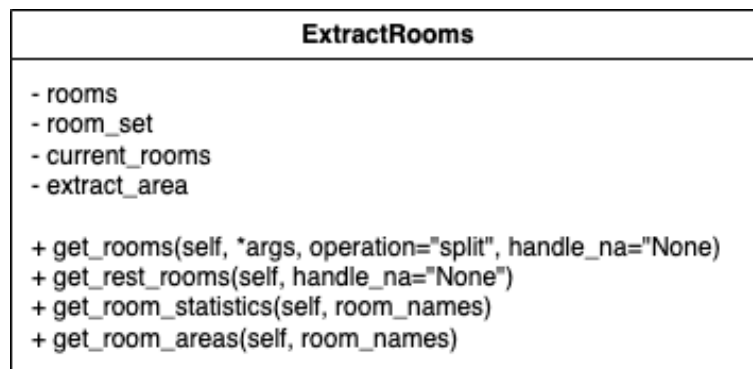 ExtractRooms
- rooms
- room_set
- current_rooms
- extract_area
+ get_rooms(self, *args, operation="split", handle_na="None)
+ get_rest_rooms(self, handle_na="None")
+ get_room_statistics(self, room_names)
+ get_room_areas(self, room_names)